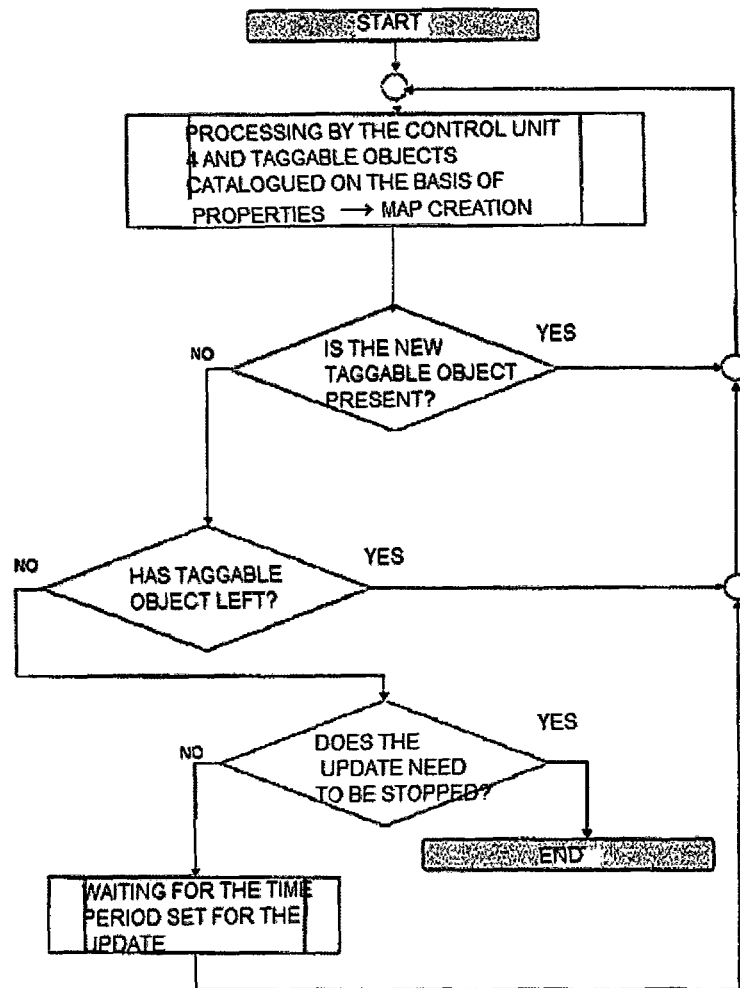 START
PROCESSING BY THE CONTROL UNIT
4 AND TAGGABLE OBJECTS
CATALOGUED ON THE BASIS OF
PROPERTIES → MAP CREATION
NO
IS THE NEW
TAGGABLE OBJECT
PRESENT?
YES
NO
HAS TAGGABLE
OBJECT LEFT?
YES
NO
DOES THE
UPDATE NEED
TO BE STOPPED?
YES
END
WAITING FOR THE TIME
PERIOD SET FOR THE
UPDATE